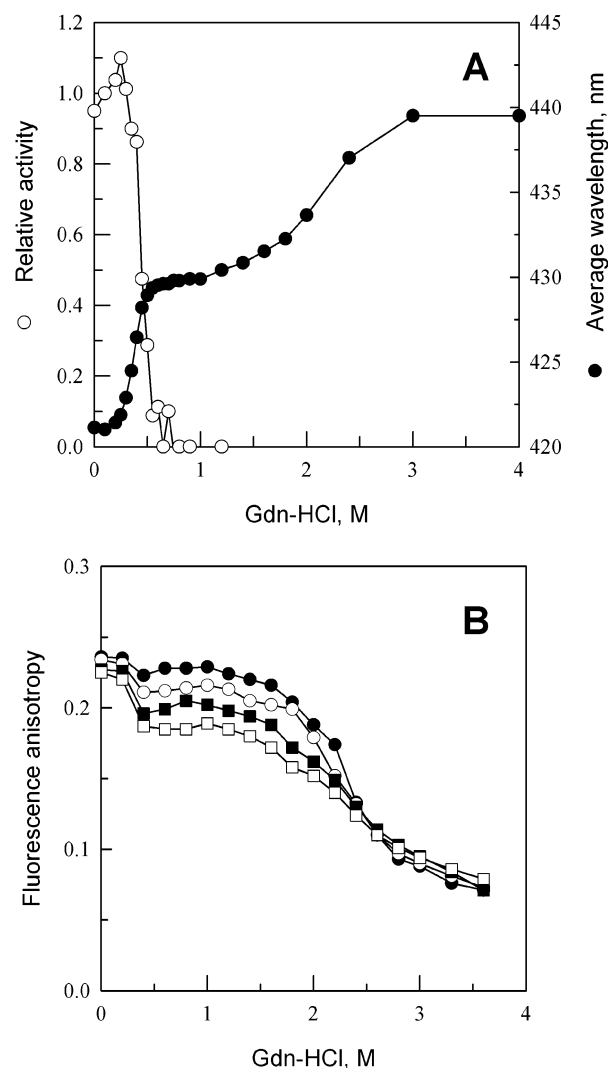 A
1.2
1.0
0.8
0.6
0.4
0.2
0.0
Relative activity
445
440
435
430
425
420
Average wavelength, nm
0 1 2 3 4
Gdn-HCl, M
B
0.3
0.2
0.1
0.0
Fluorescence anisotropy
0 1 2 3 4
Gdn-HCl, M